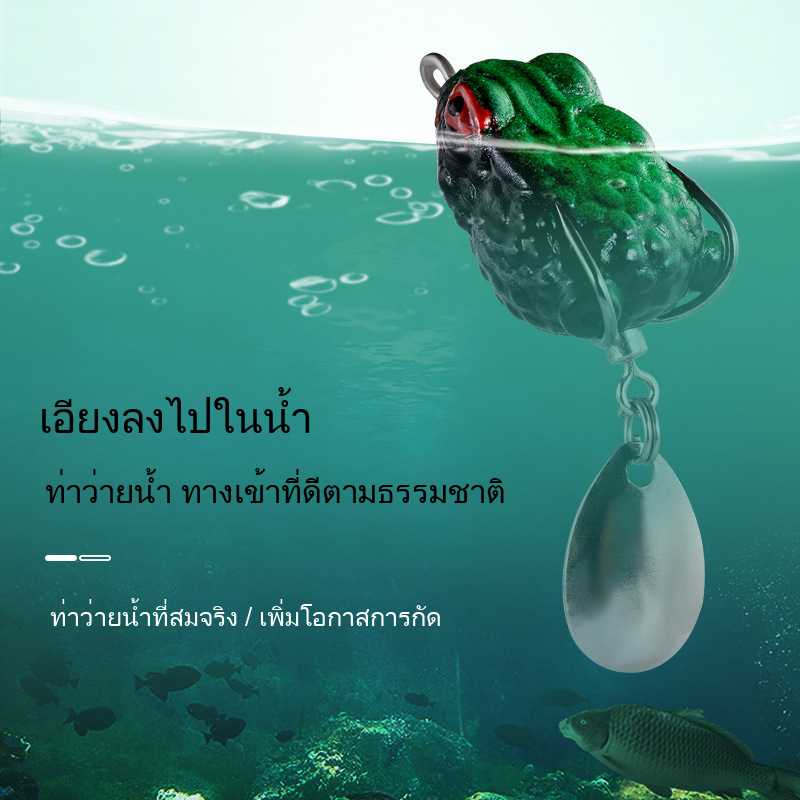 เอียงลงไปในน้ำ
ท่าว่ายน้ำ ทางเข้าที่ดีตามธรรมชาติ
ท่าว่ายน้ำที่สมจริง / เพิ่มโอกาสการกัด